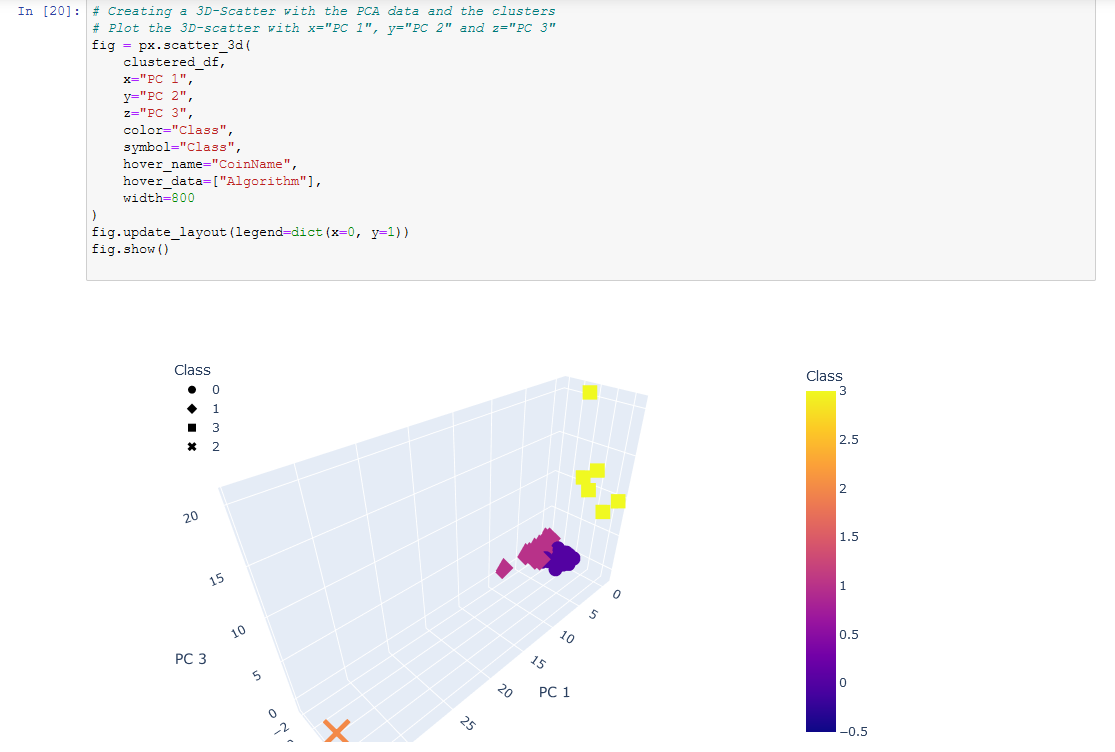 In [20]: # Creating a 3D-Scatter with the PCA data and the clusters
# Plot the 3D-scatter with x="PC 1", y="PC 2" and z="PC 3"
fig = px.scatter_3d(
    clustered_df,
    x="PC 1",
    y="PC 2",
    z="PC 3",
    color="Class",
    symbol="Class",
    hover_name="CoinName",
    hover_data=["Algorithm"],
    width=800
)
fig.update_layout(legend=dict(x=0, y=1))
fig.show()
Class
0
1
3
2
20
15
10
5
0
−2
PC 3
0
5
10
15
20
25
PC 1
Class
3
2.5
2
1.5
1
0.5
0
−0.5